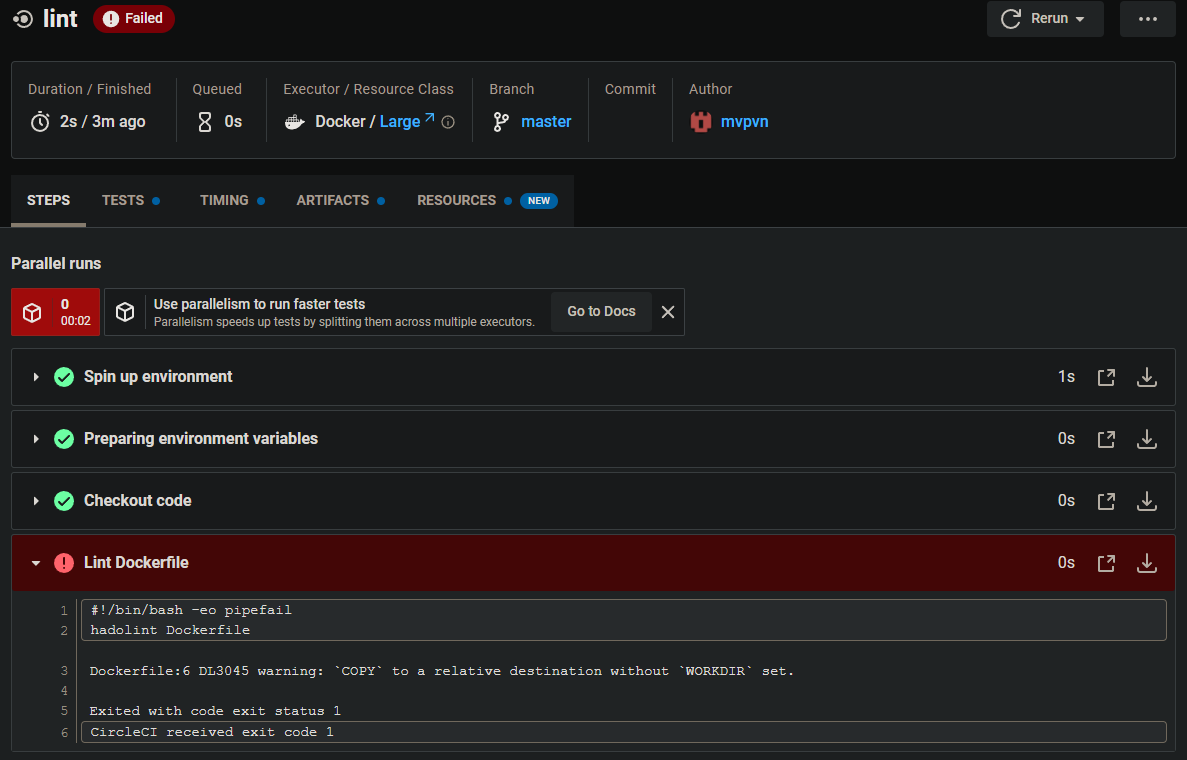 lint Failed Rerun
Duration / Finished Queued Executor / Resource Class Branch Commit Author
2s / 3m ago 0s Docker / Large master mvpvn
STEPS TESTS TIMING ARTIFACTS RESOURCES NEW
Parallel runs
0
00:02
Use parallelism to run faster tests
Parallelism speeds up tests by splitting them across multiple executors.
Go to Docs
Spin up environment 1s
Preparing environment variables 0s
Checkout code 0s
Lint Dockerfile 0s
1 #!/bin/bash -eo pipefail
2 hadolint Dockerfile
3 Dockerfile:6 DL3045 warning: `COPY` to a relative destination without `WORKDIR` set.
4
5 Exited with code exit status 1
6 CircleCI received exit code 1